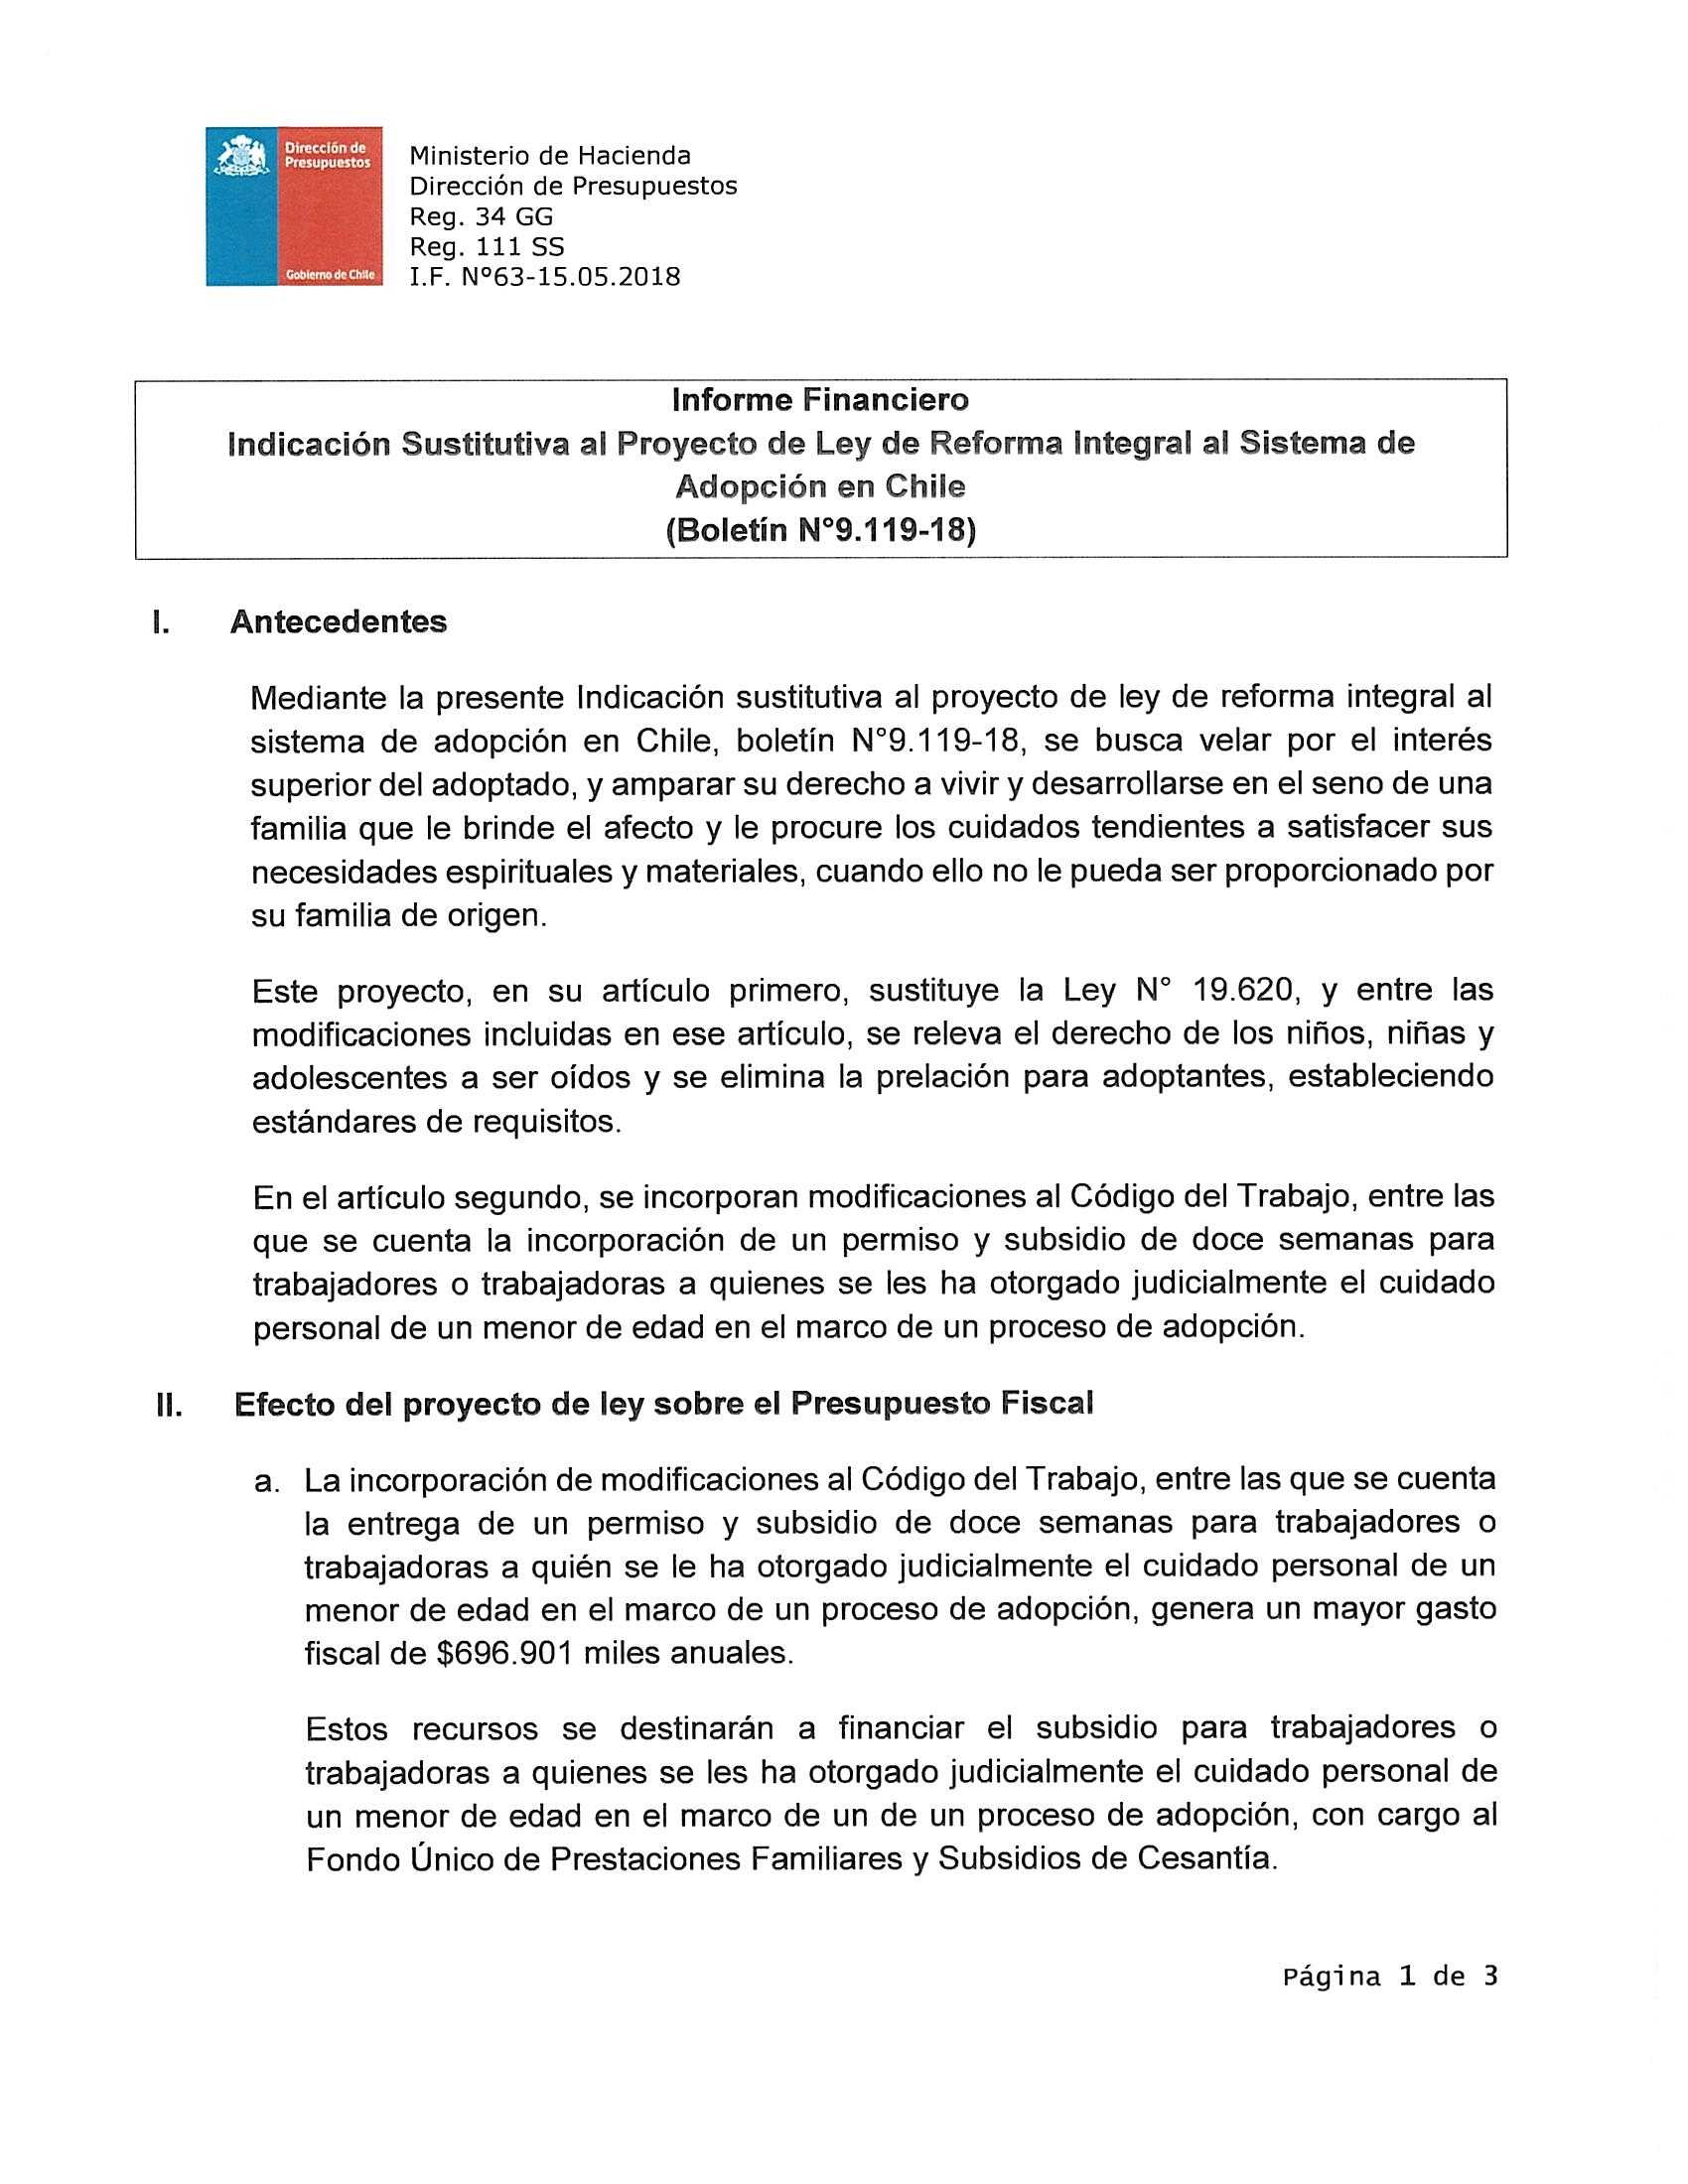 Dirección de
Presupuestos
Gobierno de Chile
Ministerio de Hacienda
Dirección de Presupuestos
Reg. 34 GG
Reg. 111 SS
I.F. N°63-15.05.2018
Informe Financiero
Indicación Sustitutiva al Proyecto de Ley de Reforma Integral al Sistema de
Adopción en Chile
(Boletín N°9.119-18)
I. Antecedentes
Mediante la presente Indicación sustitutiva al proyecto de ley de reforma integral al
sistema de adopción en Chile, boletín N°9.119-18, se busca velar por el interés
superior del adoptado, y amparar su derecho a vivir y desarrollarse en el seno de una
familia que le brinde el afecto y le procure los cuidados tendientes a satisfacer sus
necesidades espirituales y materiales, cuando ello no le pueda ser proporcionado por
su familia de origen.
Este proyecto, en su artículo primero, sustituye la Ley N° 19.620, y entre las
modificaciones incluidas en ese artículo, se releva el derecho de los niños, niñas y
adolescentes a ser oídos y se elimina la prelación para adoptantes, estableciendo
estándares de requisitos.
En el artículo segundo, se incorporan modificaciones al Código del Trabajo, entre las
que se cuenta la incorporación de un permiso y subsidio de doce semanas para
trabajadores o trabajadoras a quienes se les ha otorgado judicialmente el cuidado
personal de un menor de edad en el marco de un proceso de adopción.
II. Efecto del proyecto de ley sobre el Presupuesto Fiscal
a. La incorporación de modificaciones al Código del Trabajo, entre las que se cuenta
la entrega de un permiso y subsidio de doce semanas para trabajadores o
trabajadoras a quién se le ha otorgado judicialmente el cuidado personal de un
menor de edad en el marco de un proceso de adopción, genera un mayor gasto
fiscal de $696.901 miles anuales.
Estos recursos se destinarán a financiar el subsidio para trabajadores o
trabajadoras a quienes se les ha otorgado judicialmente el cuidado personal de
un menor de edad en el marco de un de un proceso de adopción, con cargo al
Fondo Único de Prestaciones Familiares y Subsidios de Cesantía.
Página 1 de 3